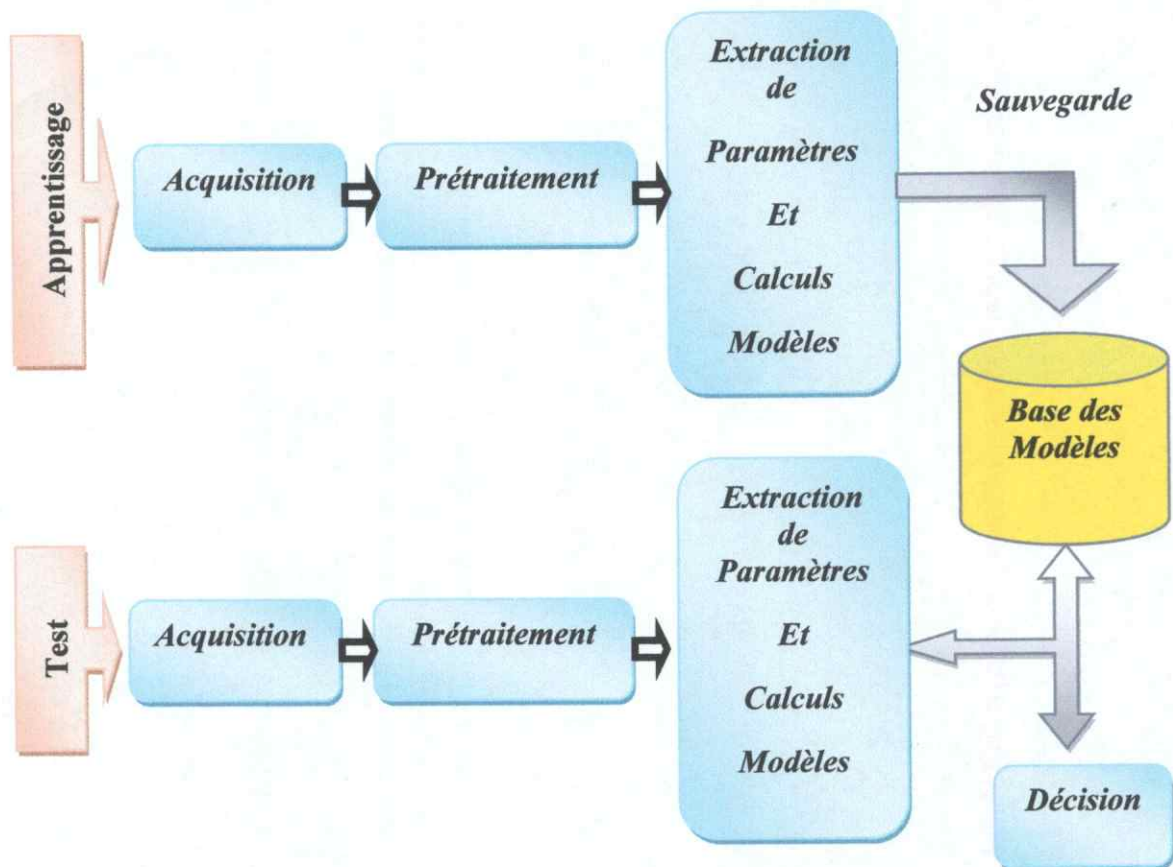 Apprentissage
Acquisition
Prétraitement
Extraction
de
Paramètres
Et
Calculs
Modèles
Sauvegarde
Base des
Modèles
Test
Acquisition
Prétraitement
Extraction
de
Paramètres
Et
Calculs
Modèles
Décision